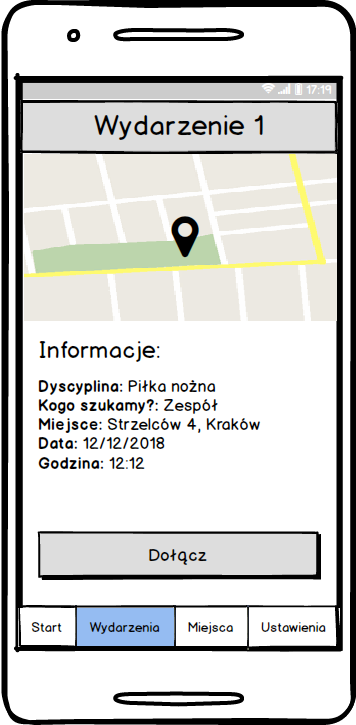 17:19
Wydarzenie 1
Informacje:
Dyscyplina: Piłka nożna
Kogo szukamy?: Zespół
Miejsce: Strzelców 4, Kraków
Data: 12/12/2018
Godzina: 12:12
Dołącz
Start Wydarzenia Miejsca Ustawienia